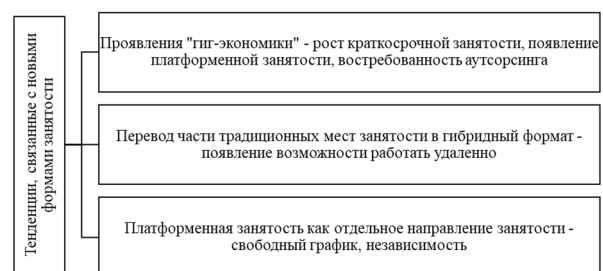 Тенденции, связанные с новыми
формами занятости
Проявления "гиг-экономики" - рост краткосрочной занятости, появление
платформенной занятости, востребованность аутсорсинга
Перевод части традиционных мест занятости в гибридный формат -
появление возможности работать удаленно
Платформенная занятость как отдельное направление занятости -
свободный график, независимость